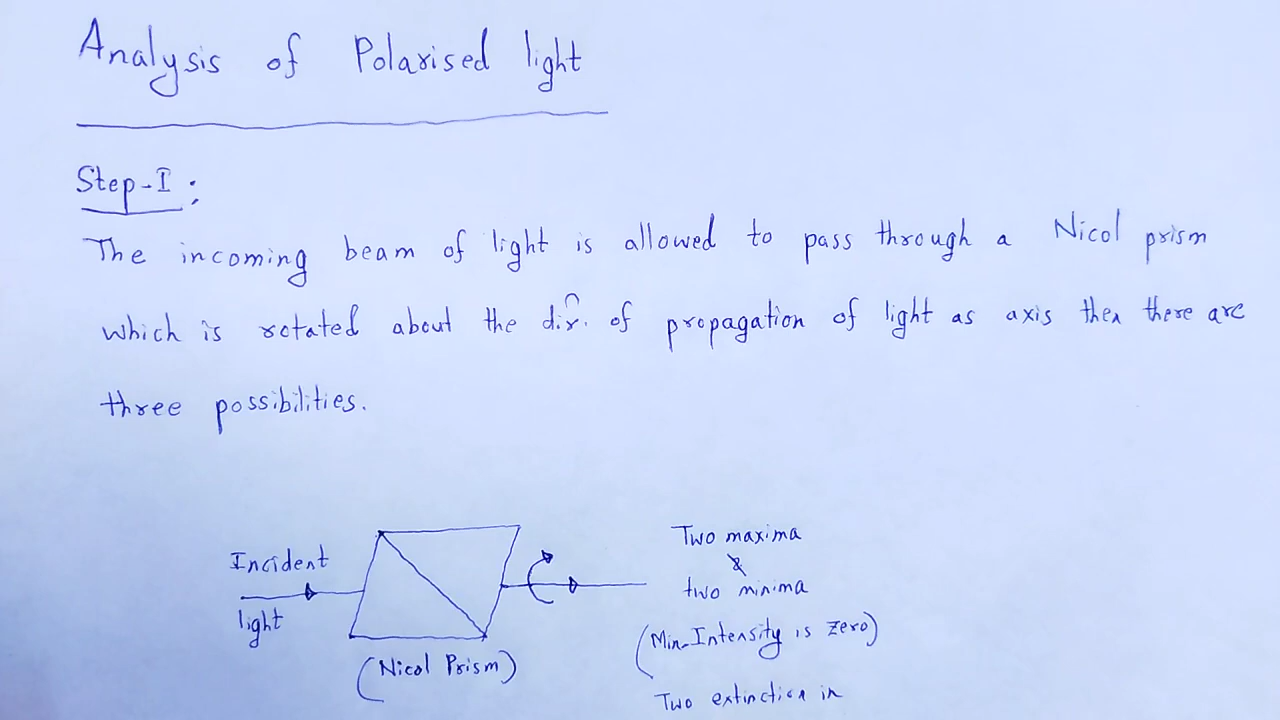 Analysis of Polarised light
Step-I :
The incoming beam of light is allowed to pass through a Nicol prism
which is rotated about the dir. of propagation of light as axis then there are
three possibilities.
Incident
light
(Nicol Prism)
Two maxima
&
two minima
(Min. Intensity is zero)
Two extinction in